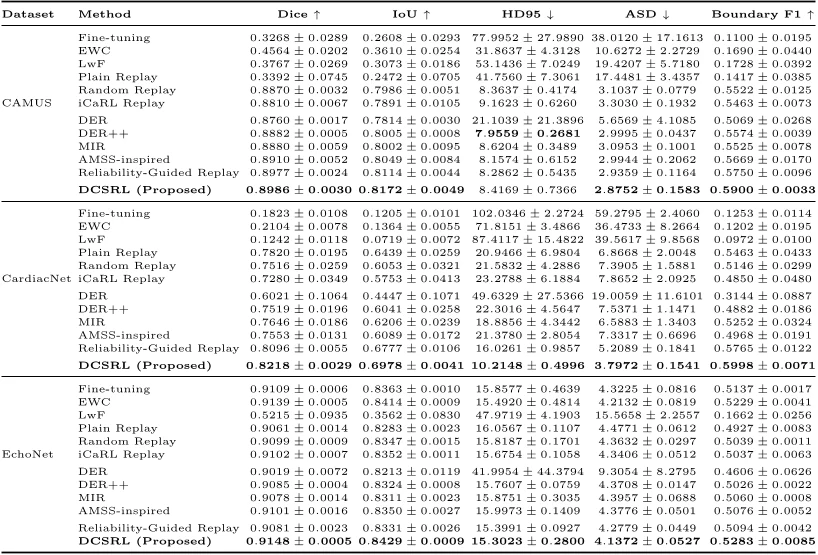 Dataset Method Dice ↑ IoU ↑ HD95 ↓ ASD ↓ Boundary F1 ↑
Fine-tuning 0.3268 ± 0.0289 0.2608 ± 0.0293 77.9952 ± 27.9890 38.0120 ± 17.1613 0.1100 ± 0.0195
EWC 0.4564 ± 0.0202 0.3610 ± 0.0254 31.8637 ± 4.3128 10.6272 ± 2.2729 0.1690 ± 0.0440
LwF 0.3767 ± 0.0269 0.3073 ± 0.0186 53.1436 ± 7.0249 19.4207 ± 5.7180 0.1728 ± 0.0392
Plain Replay 0.3392 ± 0.0745 0.2472 ± 0.0705 41.7560 ± 7.3061 17.4481 ± 3.4357 0.1417 ± 0.0385
Random Replay 0.8870 ± 0.0032 0.7986 ± 0.0051 8.3637 ± 0.4174 3.1037 ± 0.0779 0.5522 ± 0.0125
CAMUS iCaRL Replay 0.8810 ± 0.0067 0.7891 ± 0.0105 9.1623 ± 0.6260 3.3030 ± 0.1932 0.5463 ± 0.0073
DER 0.8760 ± 0.0017 0.7814 ± 0.0030 21.1039 ± 21.3896 5.6569 ± 4.1085 0.5069 ± 0.0268
DER++ 0.8882 ± 0.0005 0.8005 ± 0.0008 7.9559 ± 0.2681 2.9995 ± 0.0437 0.5574 ± 0.0039
MIR 0.8880 ± 0.0059 0.8002 ± 0.0095 8.6204 ± 0.3489 3.0953 ± 0.1001 0.5525 ± 0.0078
AMSS-inspired 0.8910 ± 0.0052 0.8049 ± 0.0084 8.1574 ± 0.6152 2.9944 ± 0.2062 0.5669 ± 0.0170
Reliability-Guided Replay 0.8977 ± 0.0024 0.8114 ± 0.0044 8.2862 ± 0.5435 2.9359 ± 0.1164 0.5750 ± 0.0096
DCSRL (Proposed) 0.8986 ± 0.0030 0.8172 ± 0.0049 8.4169 ± 0.7366 2.8752 ± 0.1583 0.5900 ± 0.0033
Fine-tuning 0.1823 ± 0.0108 0.1205 ± 0.0101 102.0346 ± 2.2724 59.2795 ± 2.4060 0.1253 ± 0.0114
EWC 0.2104 ± 0.0078 0.1364 ± 0.0055 71.8151 ± 3.4866 36.4733 ± 8.2664 0.1202 ± 0.0195
LwF 0.1242 ± 0.0118 0.0719 ± 0.0072 87.4117 ± 15.4822 39.5617 ± 9.8568 0.0972 ± 0.0100
Plain Replay 0.7820 ± 0.0195 0.6439 ± 0.0259 20.9466 ± 6.9804 6.8668 ± 2.0048 0.5463 ± 0.0433
Random Replay 0.7516 ± 0.0259 0.6053 ± 0.0321 21.5832 ± 4.2886 7.3905 ± 1.5881 0.5146 ± 0.0299
CardiacNet iCaRL Replay 0.7280 ± 0.0349 0.5753 ± 0.0413 23.2788 ± 6.1884 7.8652 ± 2.0925 0.4850 ± 0.0480
DER 0.6021 ± 0.1064 0.4447 ± 0.1071 49.6329 ± 27.5366 19.0059 ± 11.6101 0.3144 ± 0.0887
DER++ 0.7519 ± 0.0196 0.6041 ± 0.0258 22.3016 ± 4.5647 7.5371 ± 1.1471 0.4882 ± 0.0186
MIR 0.7646 ± 0.0186 0.6206 ± 0.0239 18.8856 ± 4.3442 6.5883 ± 1.3403 0.5252 ± 0.0324
AMSS-inspired 0.7553 ± 0.0131 0.6089 ± 0.0172 21.3780 ± 2.8054 7.3317 ± 0.6696 0.4968 ± 0.0191
Reliability-Guided Replay 0.8096 ± 0.0055 0.6777 ± 0.0106 16.0261 ± 0.9857 5.2089 ± 0.1841 0.5765 ± 0.0122
DCSRL (Proposed) 0.8218 ± 0.0029 0.6978 ± 0.0041 10.2148 ± 0.4996 3.7972 ± 0.1541 0.5998 ± 0.0071
Fine-tuning 0.9109 ± 0.0006 0.8363 ± 0.0010 15.8577 ± 0.4639 4.3225 ± 0.0816 0.5137 ± 0.0017
EWC 0.9139 ± 0.0005 0.8414 ± 0.0009 15.4920 ± 0.4814 4.2132 ± 0.0819 0.5229 ± 0.0041
LwF 0.5215 ± 0.0935 0.3562 ± 0.0830 47.9719 ± 4.1903 15.5658 ± 2.2557 0.1662 ± 0.0256
Plain Replay 0.9061 ± 0.0014 0.8283 ± 0.0023 16.0567 ± 0.1107 4.4771 ± 0.0612 0.4927 ± 0.0083
Random Replay 0.9099 ± 0.0009 0.8347 ± 0.0015 15.8187 ± 0.1701 4.3632 ± 0.0297 0.5039 ± 0.0011
EchoNet iCaRL Replay 0.9102 ± 0.0007 0.8352 ± 0.0011 15.6754 ± 0.1058 4.3406 ± 0.0512 0.5037 ± 0.0063
DER 0.9019 ± 0.0072 0.8213 ± 0.0119 41.9954 ± 44.3794 9.3054 ± 8.2795 0.4606 ± 0.0626
DER++ 0.9085 ± 0.0004 0.8324 ± 0.0008 15.7607 ± 0.0759 4.3708 ± 0.0147 0.5026 ± 0.0022
MIR 0.9078 ± 0.0014 0.8311 ± 0.0023 15.8751 ± 0.3035 4.3957 ± 0.0688 0.5060 ± 0.0008
AMSS-inspired 0.9101 ± 0.0016 0.8350 ± 0.0027 15.9973 ± 0.1409 4.3776 ± 0.0501 0.5076 ± 0.0052
Reliability-Guided Replay 0.9081 ± 0.0023 0.8331 ± 0.0026 15.3991 ± 0.0927 4.2779 ± 0.0449 0.5094 ± 0.0042
DCSRL (Proposed) 0.9148 ± 0.0005 0.8429 ± 0.0009 15.3023 ± 0.2800 4.1372 ± 0.0527 0.5283 ± 0.0085